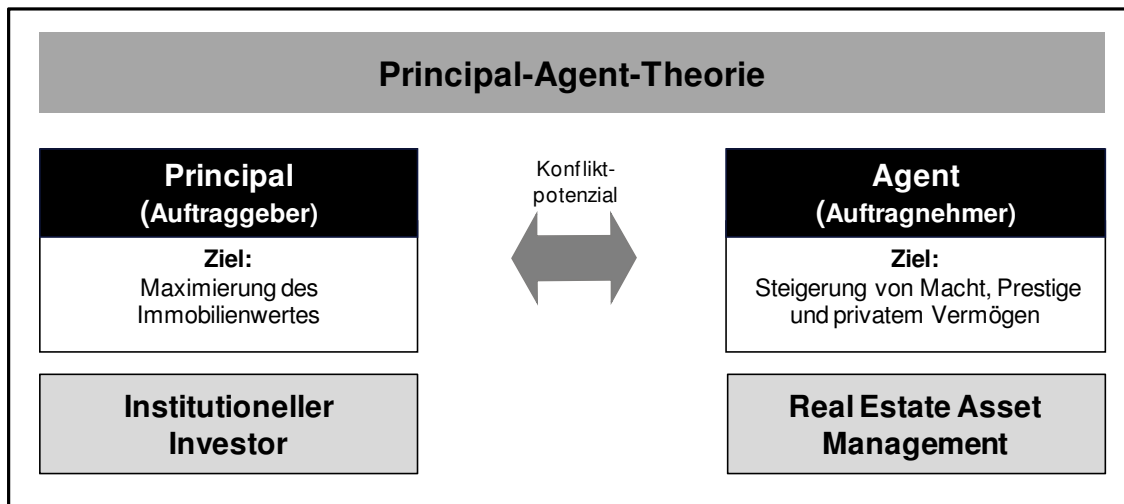 Principal-Agent-Theorie
Principal
(Auftraggeber)
Ziel:
Maximierung des
Immobilienwertes
Institutioneller
Investor
Konflikt-
potenzial
Agent
(Auftragnehmer)
Ziel:
Steigerung von Macht, Prestige
und privatem Vermögen
Real Estate Asset
Management